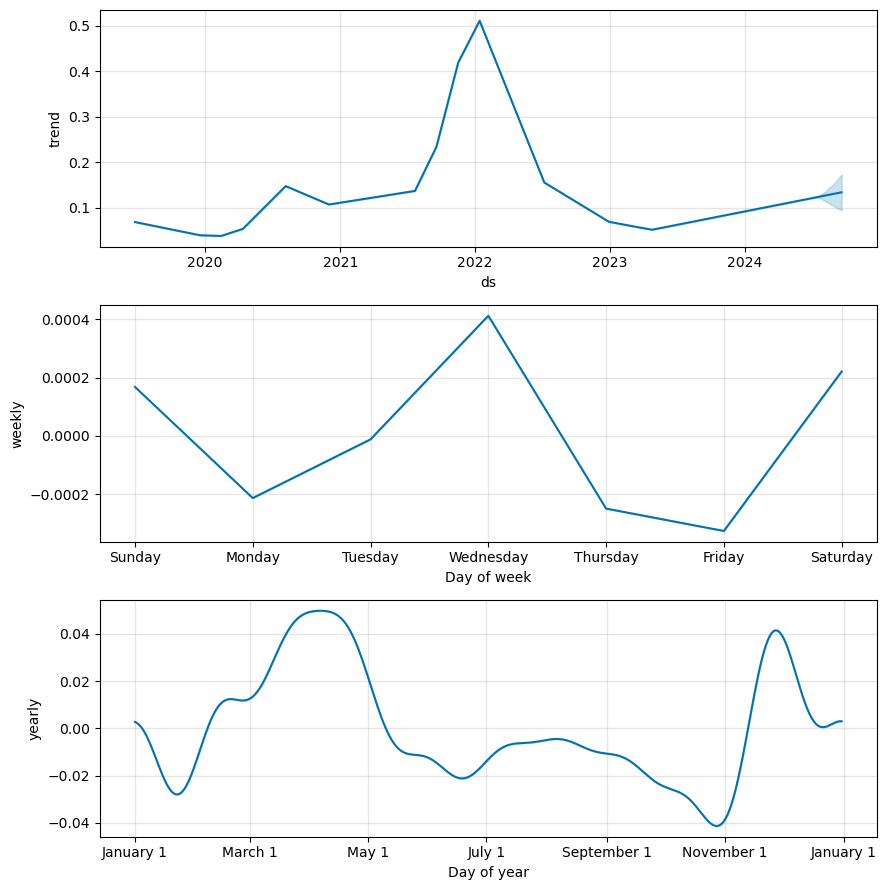 0.5
0.4
0.3
0.2
0.1
trend
2020 2021 2022 2023 2024
ds
0.0004
0.0002
0.0000
−0.0002
weekly
Sunday Monday Tuesday Wednesday Thursday Friday Saturday
Day of week
0.04
0.02
0.00
−0.02
−0.04
yearly
January 1 March 1 May 1 July 1 September 1 November 1 January 1
Day of year